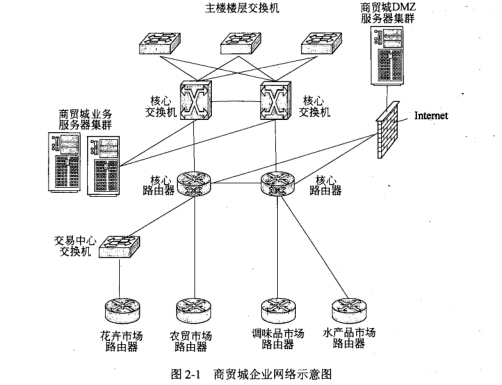 主楼楼层交换机
商贸城DMZ
服务器集群
核心
交换机
核心
交换机
商贸城业务
服务器集群
Internet
核心
路由器
核心
路由器
交易中心
交换机
花卉市场
路由器
农贸市场
路由器
调味品市场
路由器
水产品市场
路由器
图 2-1 商贸城企业网络示意图